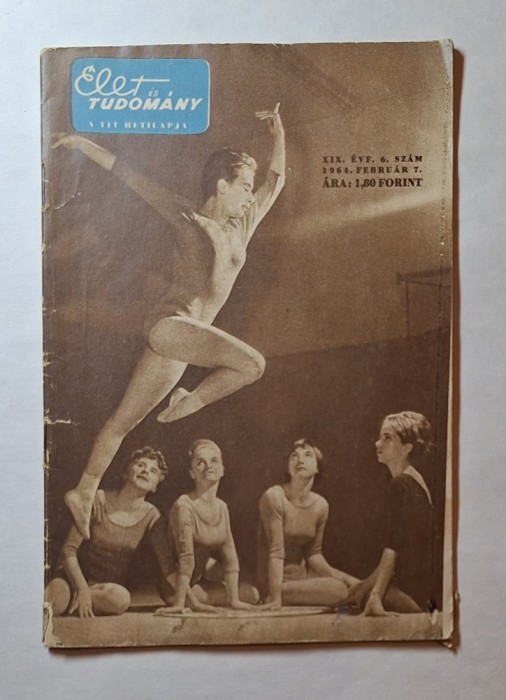 Élet és
TUDOMÁNY
A TIT HETILAPJA
XIX. ÉVF. 6. SZÁM
1964. FEBRUÁR 7.
ÁRA: 1,80 FORINT